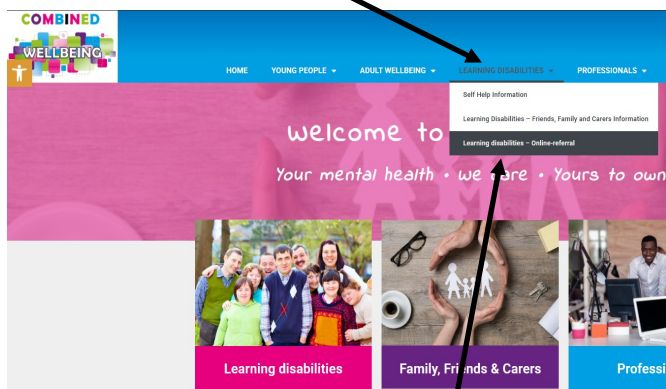 COMBINED
WELLBEING
HOME YOUNG PEOPLE ADULT WELLBEING LEARNING DISABILITIES PROFESSIONALS
Self Help Information
Learning Disabilities – Friends, Family and Carers Information
Learning disabilities – Online-referral
welcome to
Your mental health • we care • Yours to own
Learning disabilities
Family, Friends & Carers
Professi